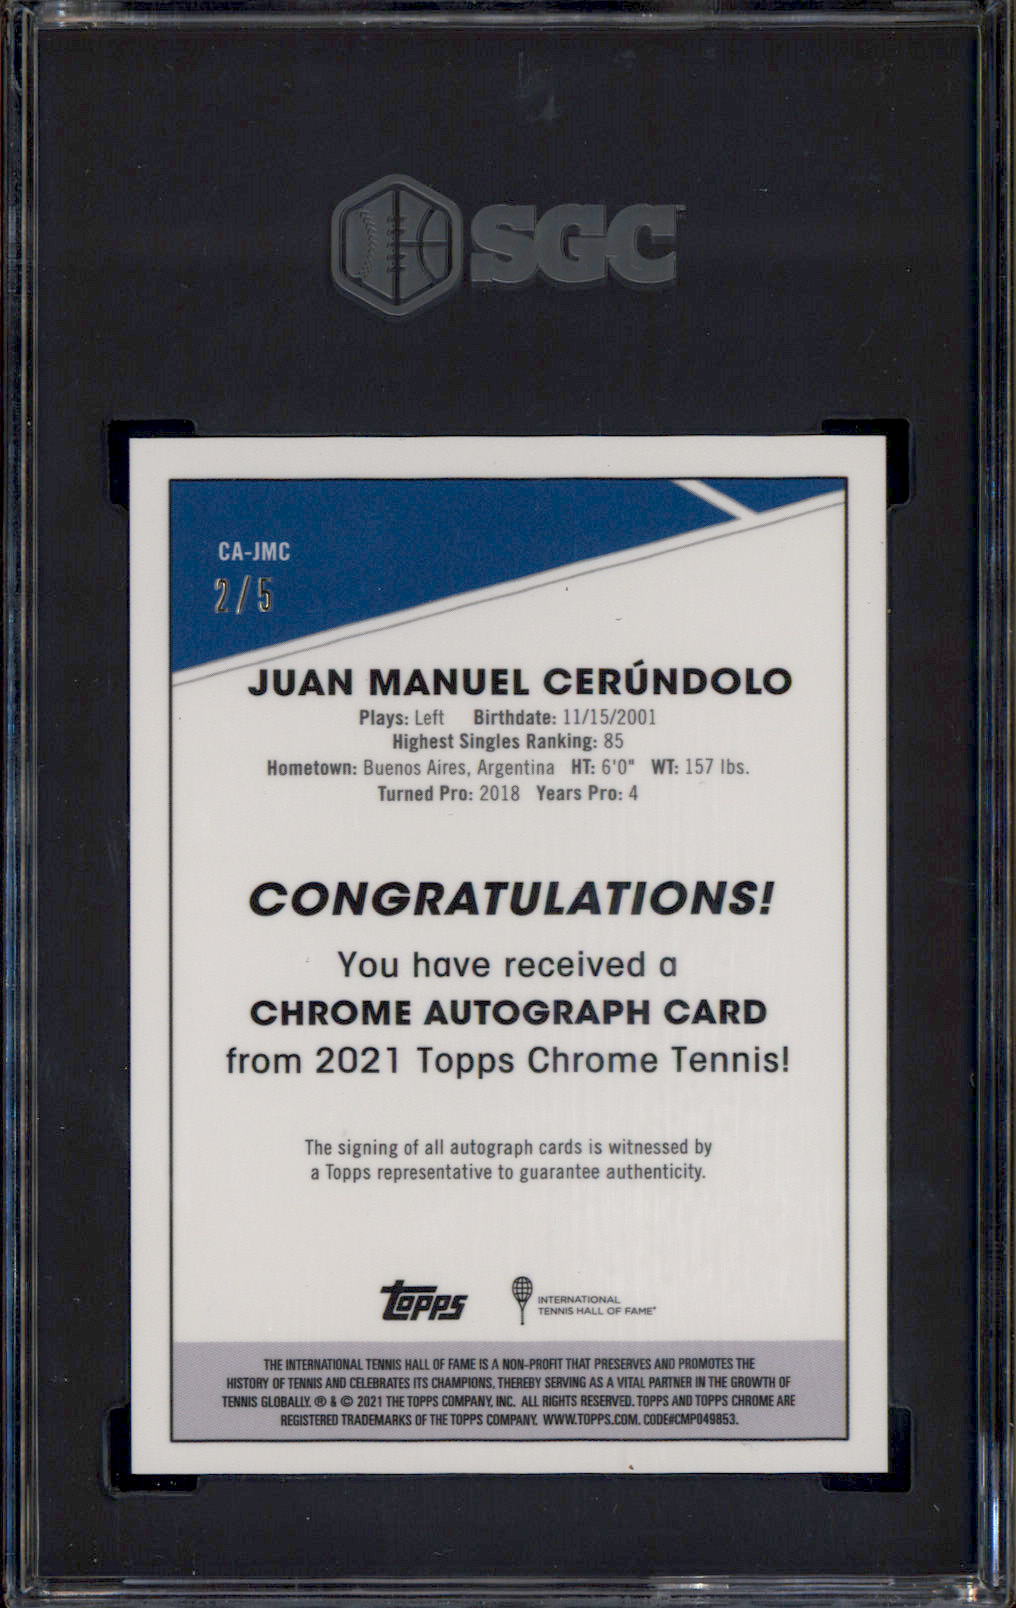 SGC
CA-JMC
2/5
JUAN MANUEL CERÚNDOLO
Plays: Left Birthdate: 11/15/2001
Highest Singles Ranking: 85
Hometown: Buenos Aires, Argentina HT: 6'0" WT: 157 lbs.
Turned Pro: 2018 Years Pro: 4
CONGRATULATIONS!
You have received a
CHROME AUTOGRAPH CARD
from 2021 Topps Chrome Tennis!
The signing of all autograph cards is witnessed by
a Topps representative to guarantee authenticity.
topps
INTERNATIONAL
TENNIS HALL OF FAME®
THE INTERNATIONAL TENNIS HALL OF FAME IS A NON-PROFIT THAT PRESERVES AND PROMOTES THE
HISTORY OF TENNIS AND CELEBRATES ITS CHAMPIONS, THEREBY SERVING AS A VITAL PARTNER IN THE GROWTH OF
TENNIS GLOBALLY. ® & © 2021 THE TOPPS COMPANY, INC. ALL RIGHTS RESERVED. TOPPS AND TOPPS CHROME ARE
REGISTERED TRADEMARKS OF THE TOPPS COMPANY. WWW.TOPPS.COM. CODE#CMP049853.